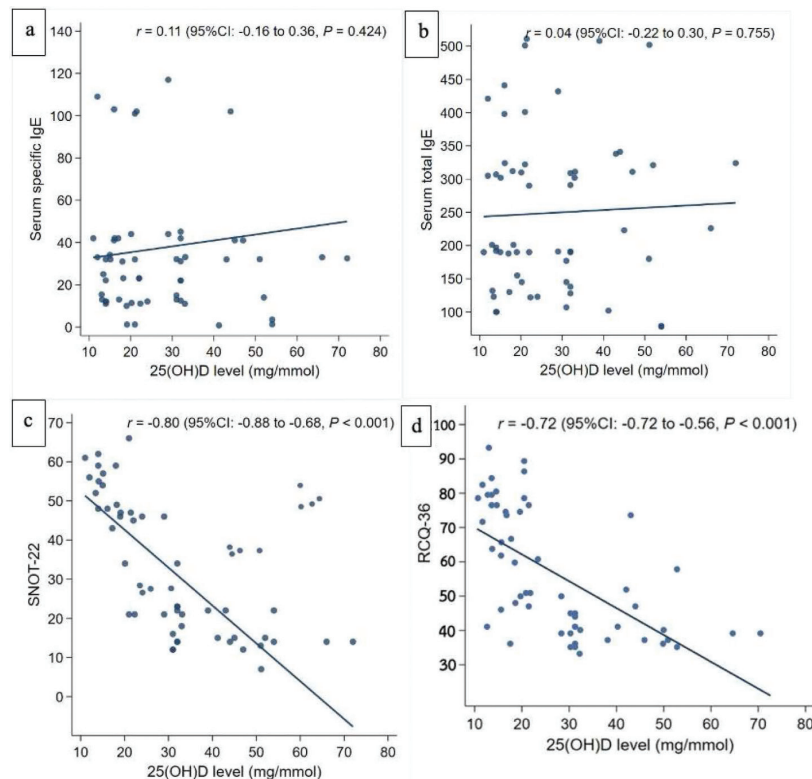 a
r = 0.11 (95%CI: -0.16 to 0.36, P = 0.424)
140
120
100
80
60
40
20
0
Serum specific IgE
10 20 30 40 50 60 70 80
25(OH)D level (mg/mmol)
b
r = 0.04 (95%CI: -0.22 to 0.30, P = 0.755)
500
450
400
350
300
250
200
150
100
Serum total IgE
10 20 30 40 50 60 70 80
25(OH)D level (mg/mmol)
c
r = -0.80 (95%CI: -0.88 to -0.68, P < 0.001)
70
60
50
40
30
20
10
0
SNOT-22
10 20 30 40 50 60 70 80
25(OH)D level (mg/mmol)
d
r = -0.72 (95%CI: -0.72 to -0.56, P < 0.001)
100
90
80
70
60
50
40
30
RCQ-36
10 20 30 40 50 60 70 80
25(OH)D level (mg/mmol)